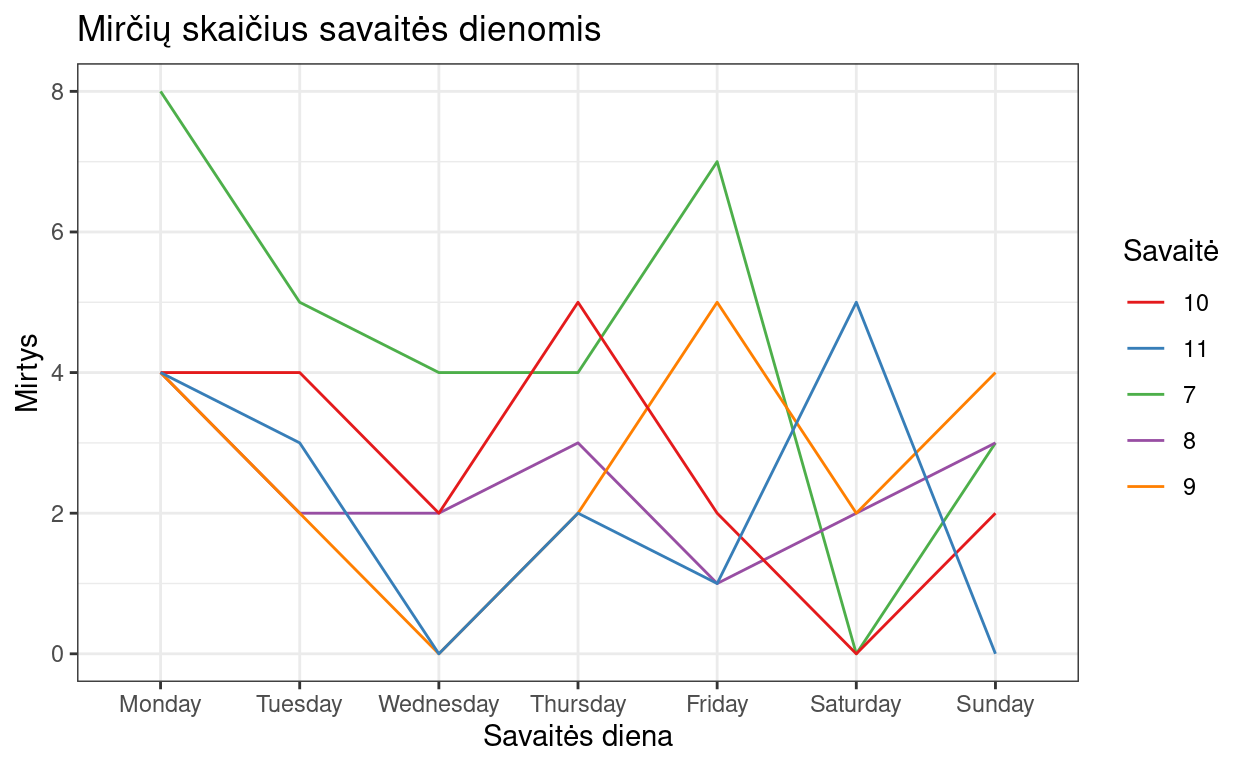 Mirčių skaičius savaitės dienomis
8
6
4
2
0
Mirtys
Monday Tuesday Wednesday Thursday Friday Saturday Sunday
Savaitės diena
Savaitė
10
11
7
8
9